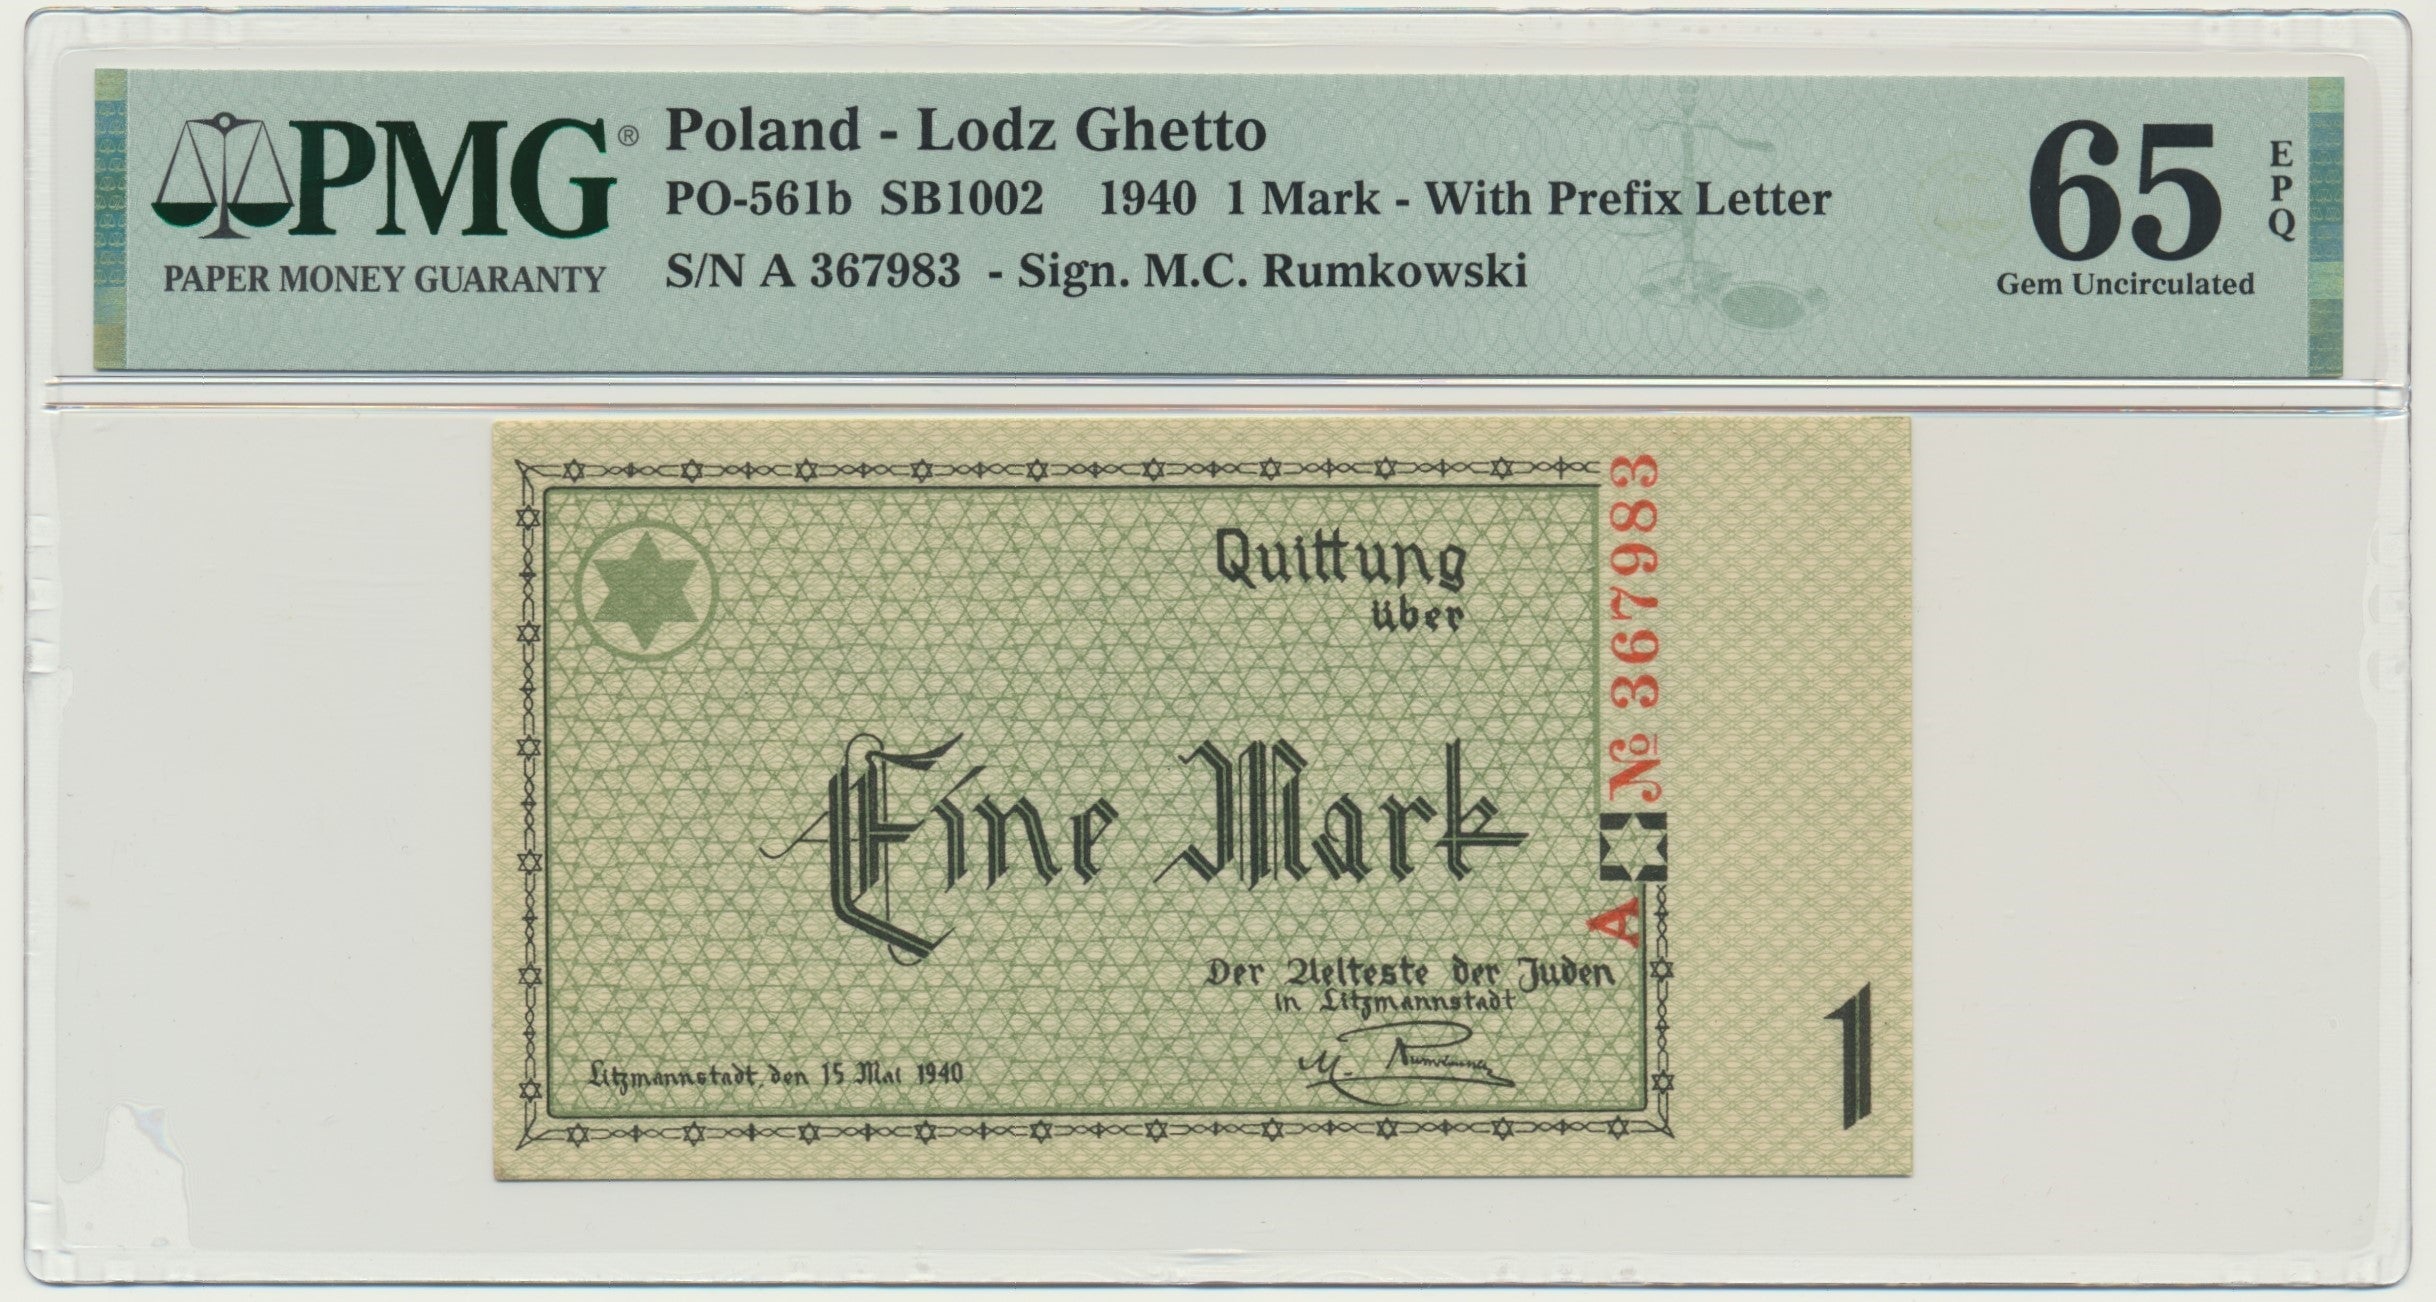 PMG®
PAPER MONEY GUARANTY
Poland - Lodz Ghetto
PO-561b SB1002 1940 1 Mark - With Prefix Letter
S/N A 367983 - Sign. M.C. Rumkowski
65
EPQ
Gem Uncirculated
Quittung
über
Eine Mark
Der Aelteste der Juden
in Litzmannstadt
M. Rumkowski
Litzmannstadt, den 15 Mai 1940
A
№ 367983
1